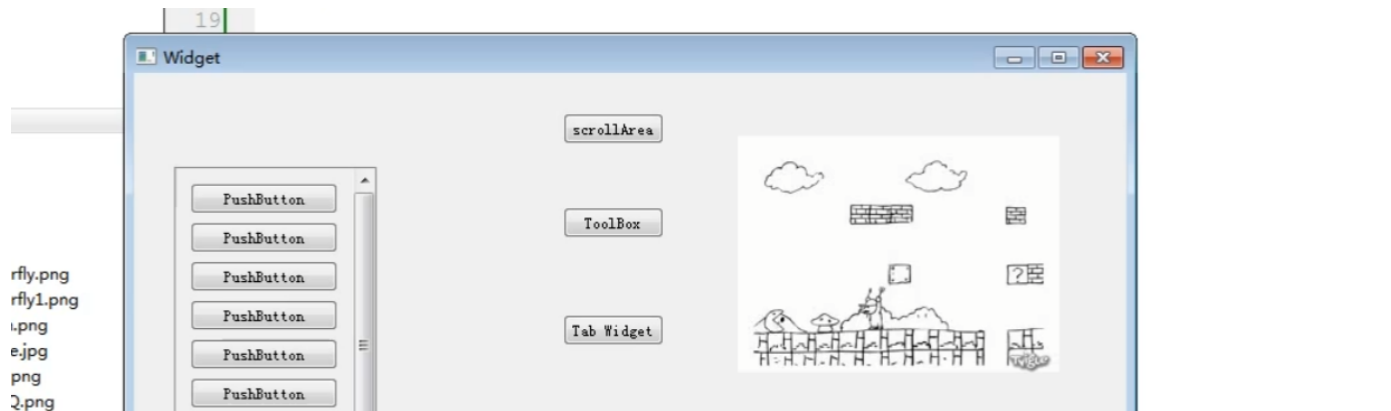 19
Widget
scrollArea
PushButton
ToolBox
PushButton
PushButton
rfly.png
rfly1.png
PushButton
.png
Tab Widget
PushButton
e.jpg
png
PushButton
Q.png
?